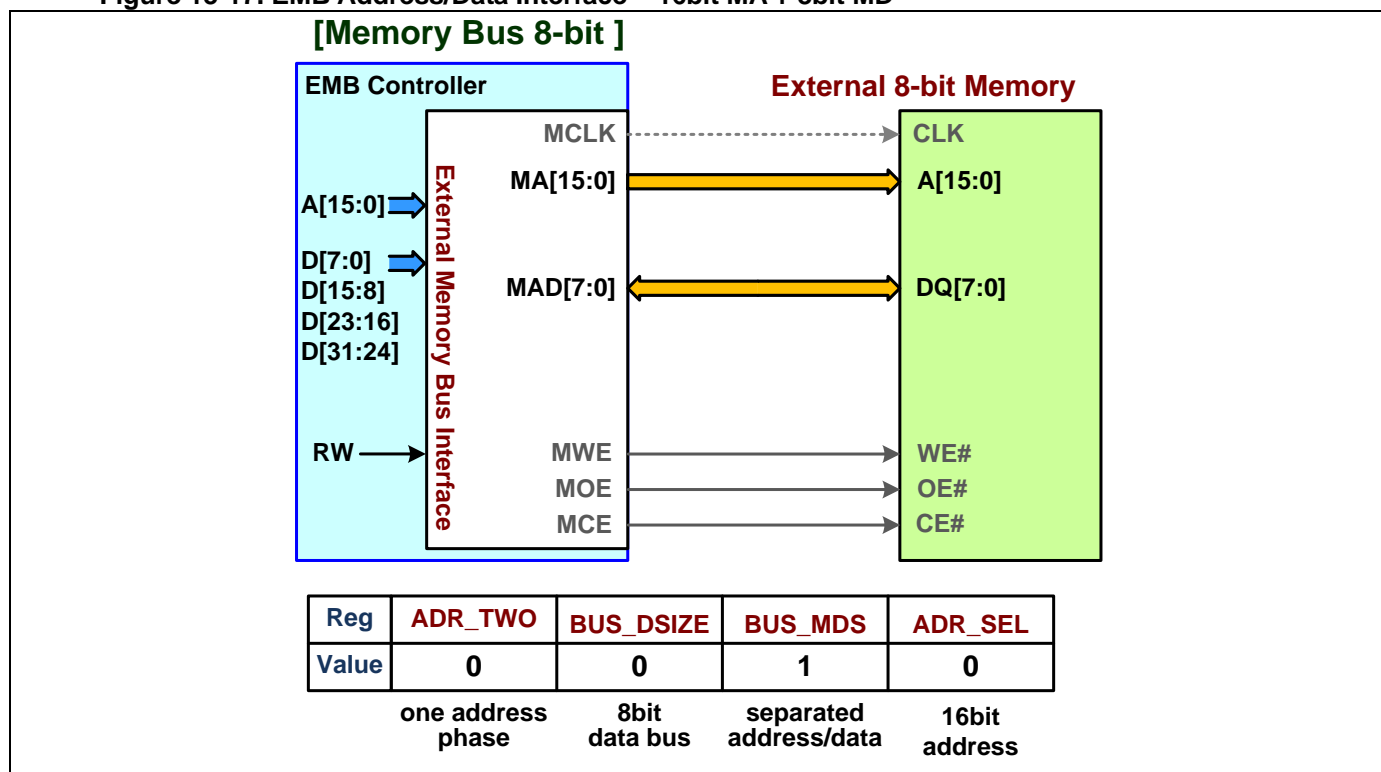 [Memory Bus 8-bit ]
EMB Controller
External 8-bit Memory
MCLK
CLK
MA[15:0]
A[15:0]
A[15:0]
External Memory Bus Interface
D[7:0]
D[15:8]
D[23:16]
D[31:24]
MAD[7:0]
DQ[7:0]
RW
MWE
WE#
MOE
OE#
MCE
CE#
Reg ADR_TWO BUS_DSIZE BUS_MDS ADR_SEL
Value 0 0 1 0
one address phase
8bit data bus
separated address/data
16bit address